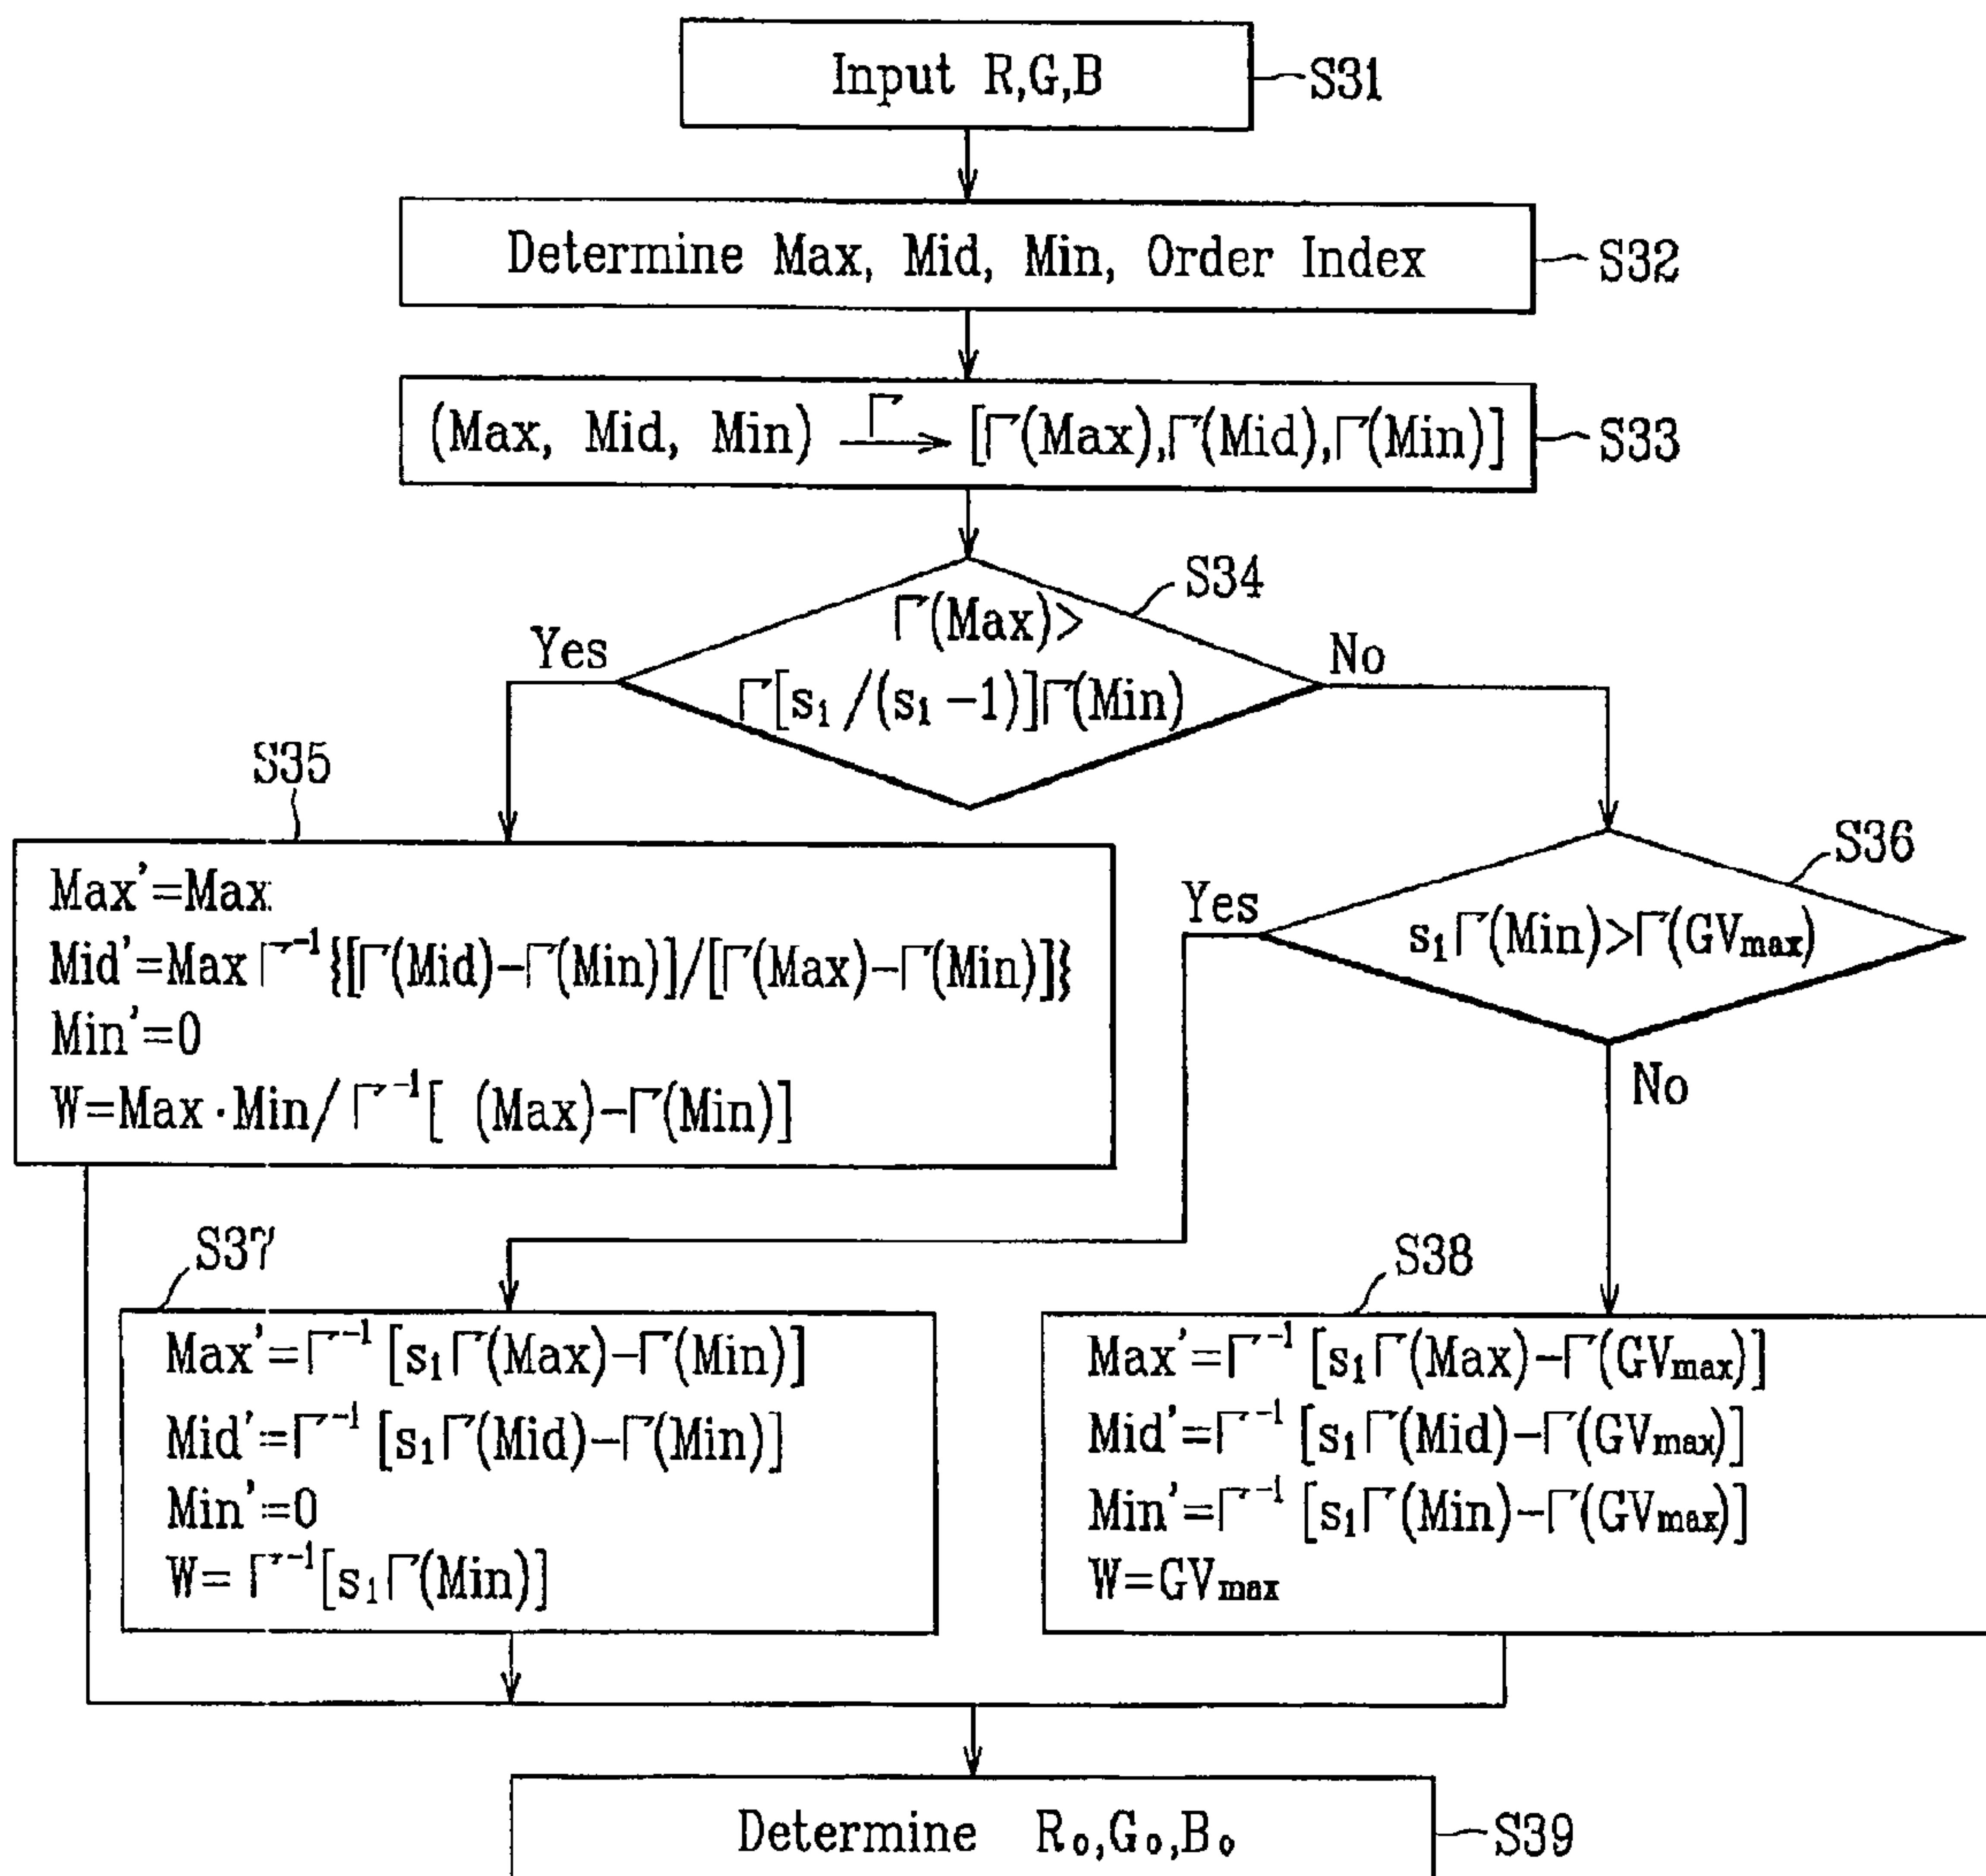 Input R,G,B
S31
Determine Max, Mid, Min, Order Index
S32
(Max, Mid, Min) Γ→ [Γ(Max),Γ(Mid),Γ(Min)]
S33
S34
Γ(Max)>
Γ[s₁/(s₁-1)]Γ(Min)
Yes
No
S35
Max'=Max
Mid'=Max Γ⁻¹{[Γ(Mid)-Γ(Min)]/[Γ(Max)-Γ(Min)]}
Min'=0
W=Max·Min/Γ⁻¹[ (Max)-Γ(Min)]
S36
s₁Γ(Min)>Γ(GVmax)
Yes
No
S37
Max'=Γ⁻¹[s₁Γ(Max)-Γ(Min)]
Mid'=Γ⁻¹[s₁Γ(Mid)-Γ(Min)]
Min'=0
W=Γ⁻¹[s₁Γ(Min)]
S38
Max'=Γ⁻¹[s₁Γ(Max)-Γ(GVmax)]
Mid'=Γ⁻¹[s₁Γ(Mid)-Γ(GVmax)]
Min'=Γ⁻¹[s₁Γ(Min)-Γ(GVmax)]
W=GVmax
Determine R₀,G₀,B₀
S39